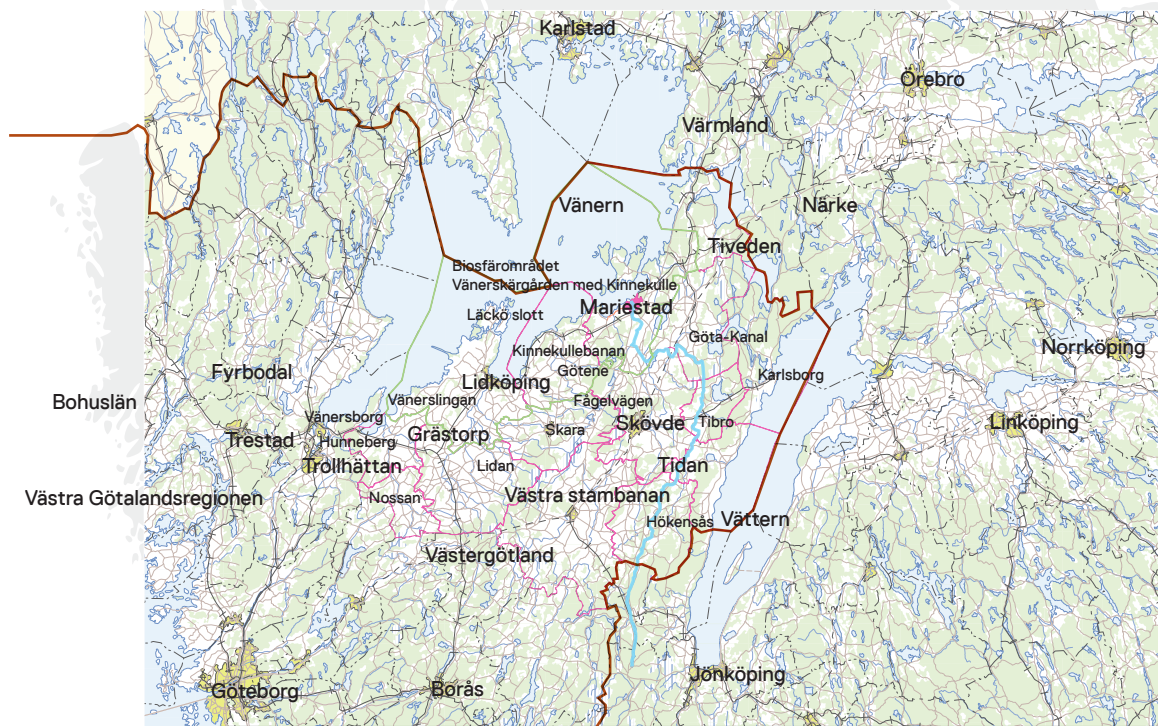 Karlstad
Örebro
Värmland
Vänern
Närke
Tiveden
Biosfärområdet
Vänerskärgården med Kinnekulle
Mariestad
Läckö slott
Göta-Kanal
Kinnekullebanan
Norrköping
Götene
Fyrbodal
Karlsborg
Lidköping
Bohuslän
Vänerslingan
Fågelvägen
Vänersborg
Skövde
Tibro
Linköping
Skara
Trestad
Hunneberg
Grästorp
Trollhättan
Lidan
Tidan
Västra Götalandsregionen
Nossan
Västra stambanan
Hökensås
Vättern
Västergötland
Jönköping
Göteborg
Borås